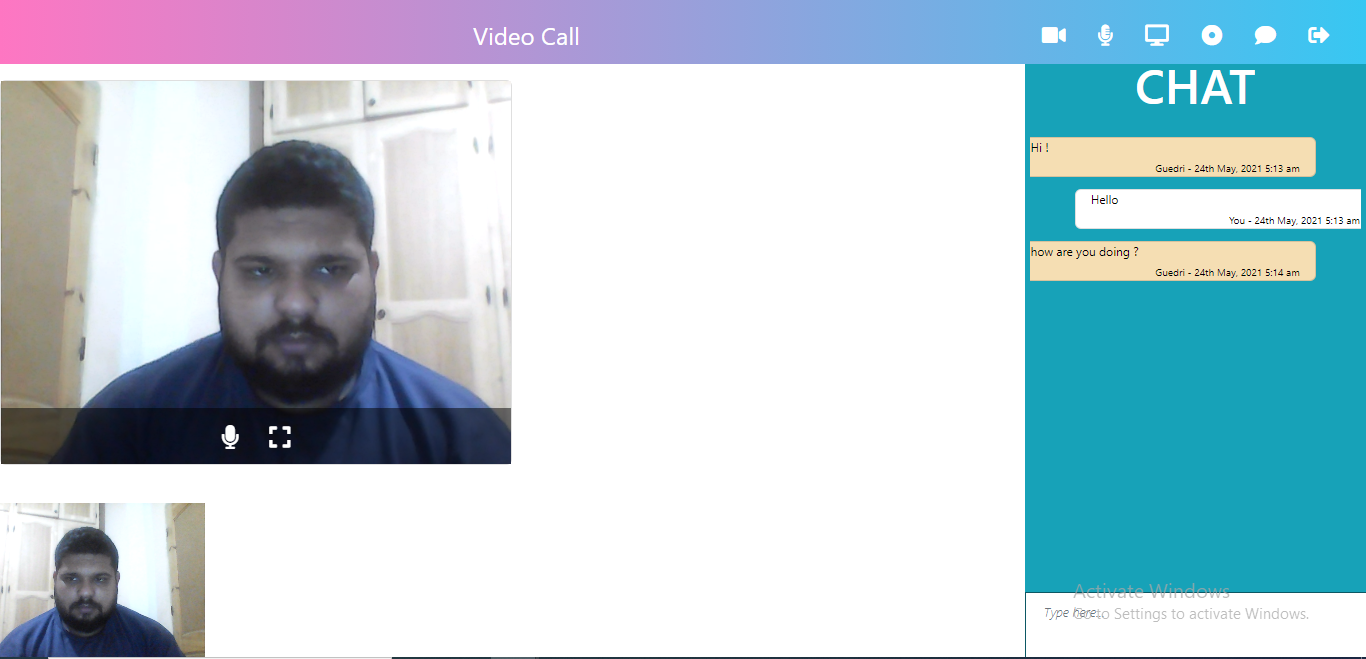 Video Call
CHAT
Hi !
Guedri - 24th May, 2021 5:13 am
Hello
You - 24th May, 2021 5:13 am
how are you doing ?
Guedri - 24th May, 2021 5:14 am
Activate Windows
Type here..
Go to Settings to activate Windows.